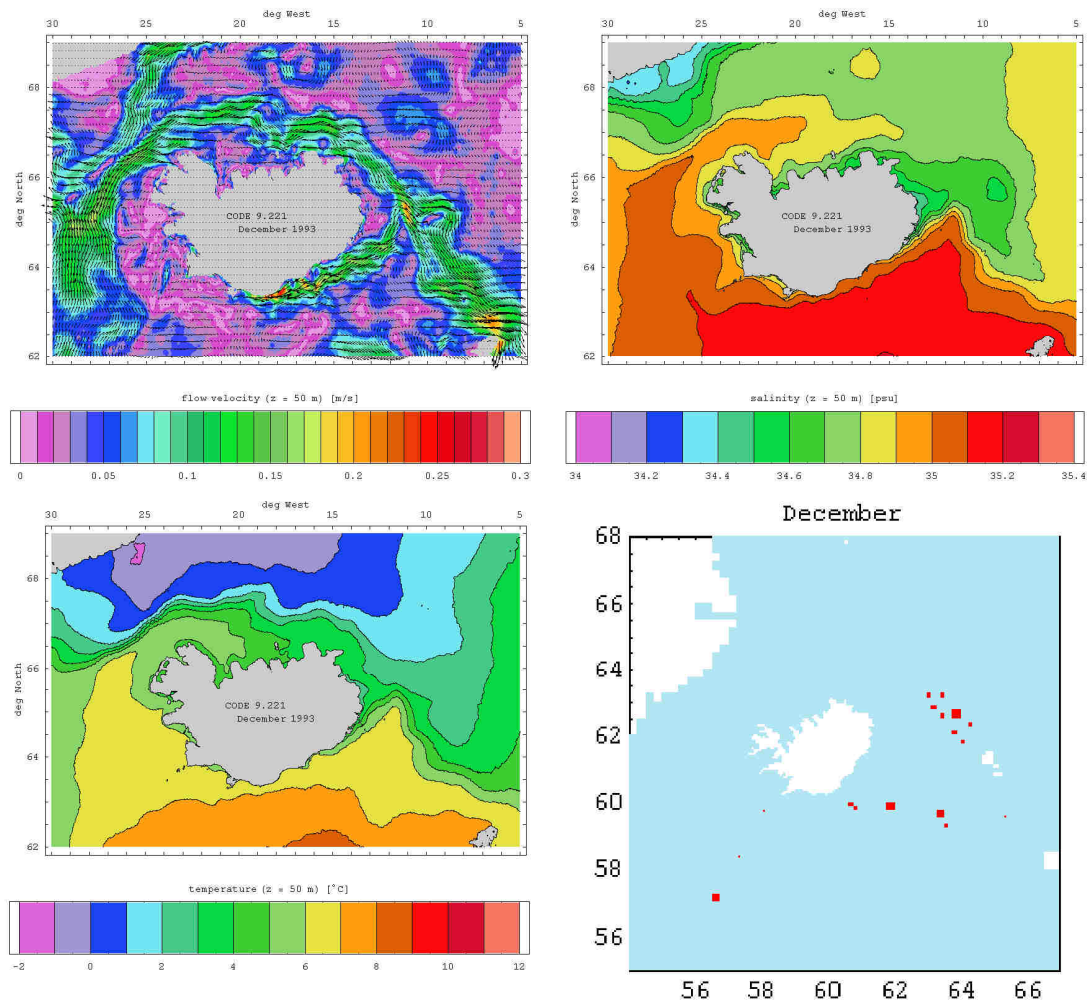 deg West
30 25 20 15 10 5
68
66
64
62
deg North
CODE 9.221
December 1993
flow velocity (z = 50 m) [m/s]
0 0.05 0.1 0.15 0.2 0.25 0.3
deg West
30 25 20 15 10 5
68
66
64
62
deg North
CODE 9.221
December 1993
salinity (z = 50 m) [psu]
34 34.2 34.4 34.6 34.8 35 35.2 35.4
deg West
30 25 20 15 10 5
68
66
64
62
deg North
CODE 9.221
December 1993
temperature (z = 50 m) [°C]
-2 0 2 4 6 8 10 12
December
68
66
64
62
60
58
56
56 58 60 62 64 66